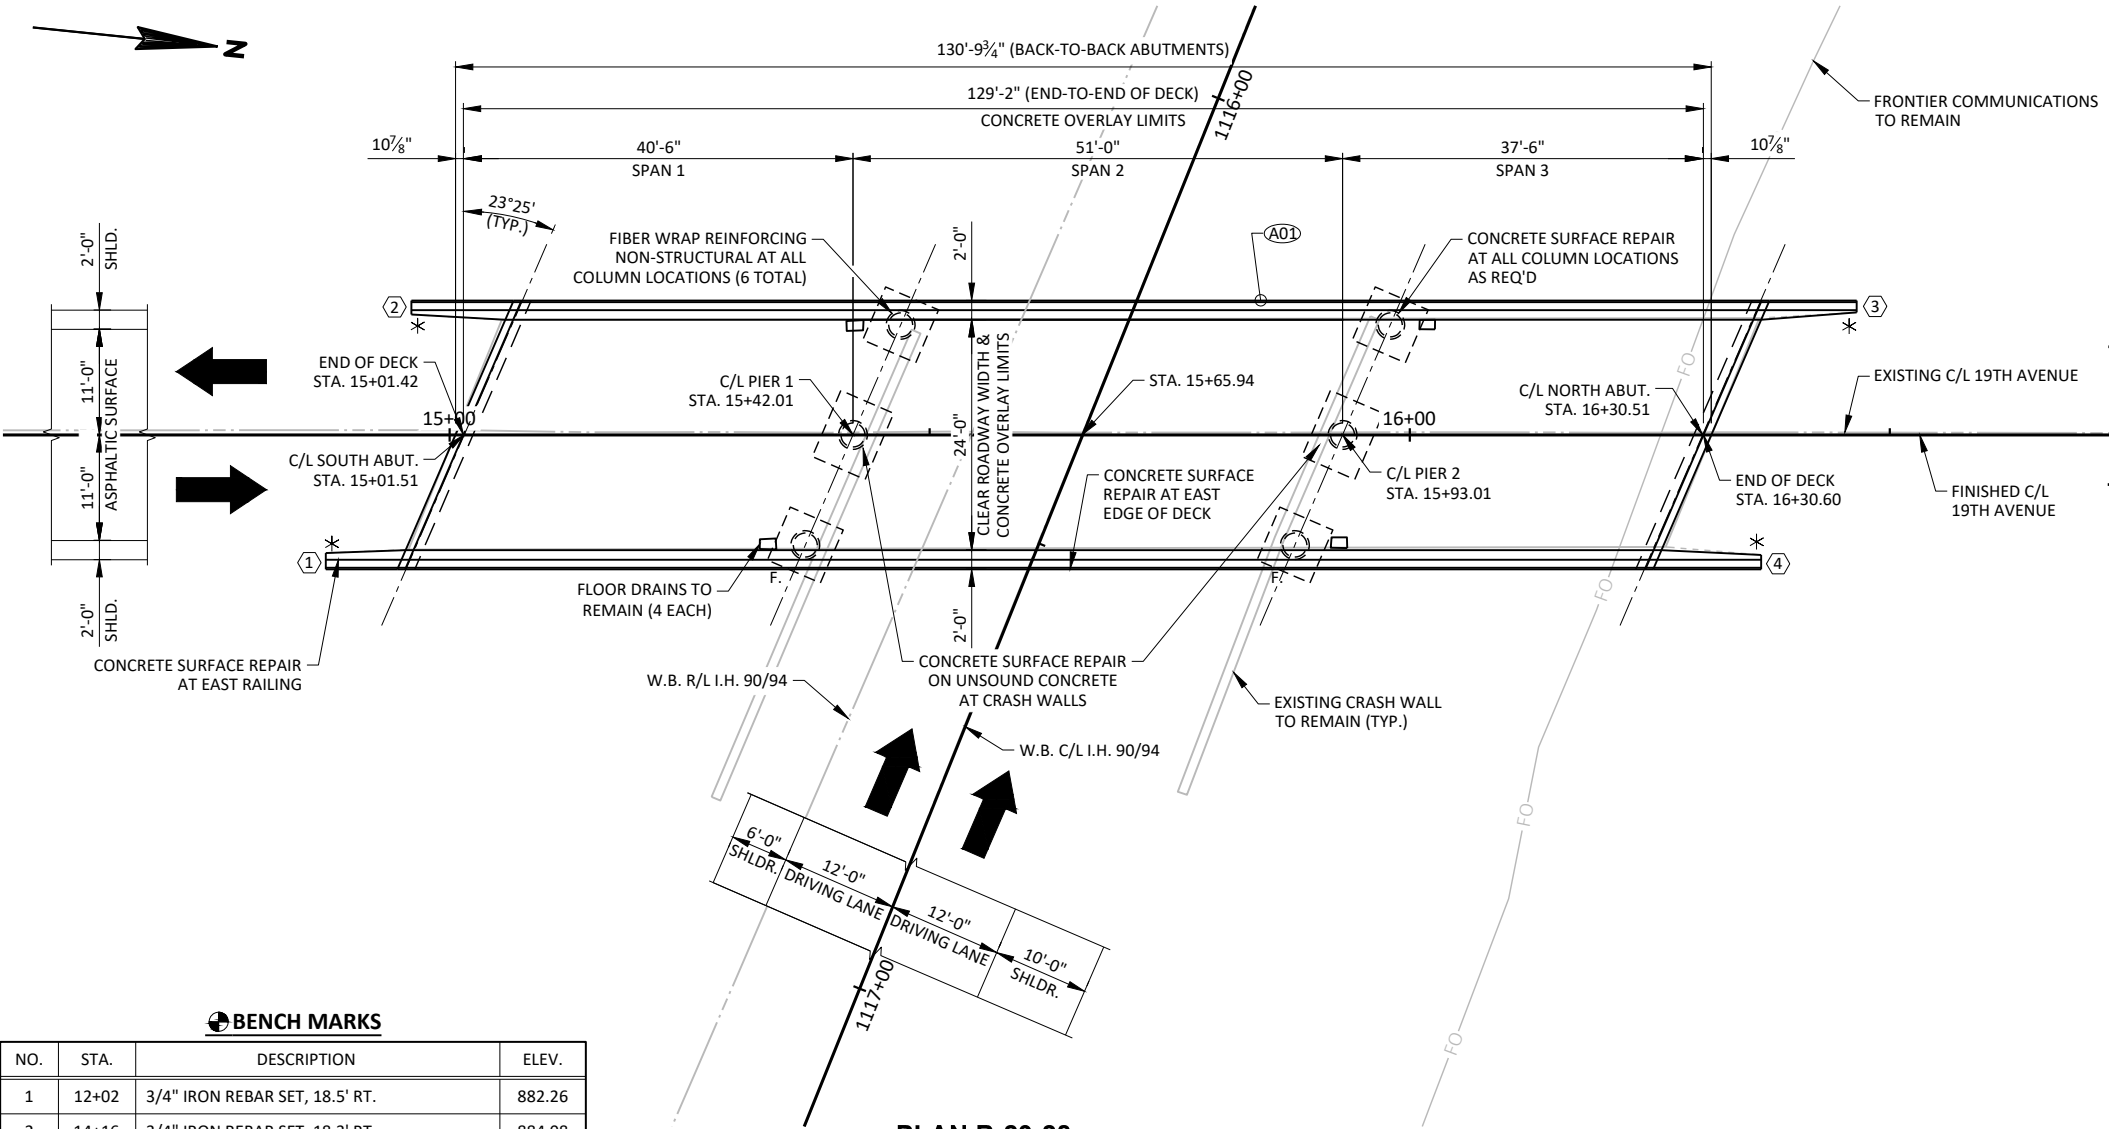 N
130'-9¾" (BACK-TO-BACK ABUTMENTS)
129'-2" (END-TO-END OF DECK)
CONCRETE OVERLAY LIMITS
1116+00
FRONTIER COMMUNICATIONS
TO REMAIN
10⅞"
40'-6"
SPAN 1
51'-0"
SPAN 2
37'-6"
SPAN 3
10⅞"
23°25'
(TYP.)
2'-0"
SHLD.
FIBER WRAP REINFORCING
NON-STRUCTURAL AT ALL
COLUMN LOCATIONS (6 TOTAL)
2'-0"
A01
CONCRETE SURFACE REPAIR
AT ALL COLUMN LOCATIONS
AS REQ'D
2
3
END OF DECK
STA. 15+01.42
11'-0"
ASPHALTIC SURFACE
11'-0"
C/L PIER 1
STA. 15+42.01
24'-0"
CLEAR ROADWAY WIDTH &
CONCRETE OVERLAY LIMITS
STA. 15+65.94
C/L NORTH ABUT.
STA. 16+30.51
FO
EXISTING C/L 19TH AVENUE
15+00
16+00
C/L SOUTH ABUT.
STA. 15+01.51
CONCRETE SURFACE
REPAIR AT EAST
EDGE OF DECK
C/L PIER 2
STA. 15+93.01
END OF DECK
STA. 16+30.60
FINISHED C/L
19TH AVENUE
1
4
F.
F.
FLOOR DRAINS TO
REMAIN (4 EACH)
FO
2'-0"
SHLD.
2'-0"
CONCRETE SURFACE REPAIR
AT EAST RAILING
W.B. R/L I.H. 90/94
CONCRETE SURFACE REPAIR
ON UNSOUND CONCRETE
AT CRASH WALLS
EXISTING CRASH WALL
TO REMAIN (TYP.)
W.B. C/L I.H. 90/94
FO
6'-0"
SHLDR.
12'-0"
DRIVING LANE
12'-0"
DRIVING LANE
10'-0"
SHLDR.
1117+00
FO
BENCH MARKS
NO. STA. DESCRIPTION ELEV.
1 12+02 3/4" IRON REBAR SET, 18.5' RT. 882.26